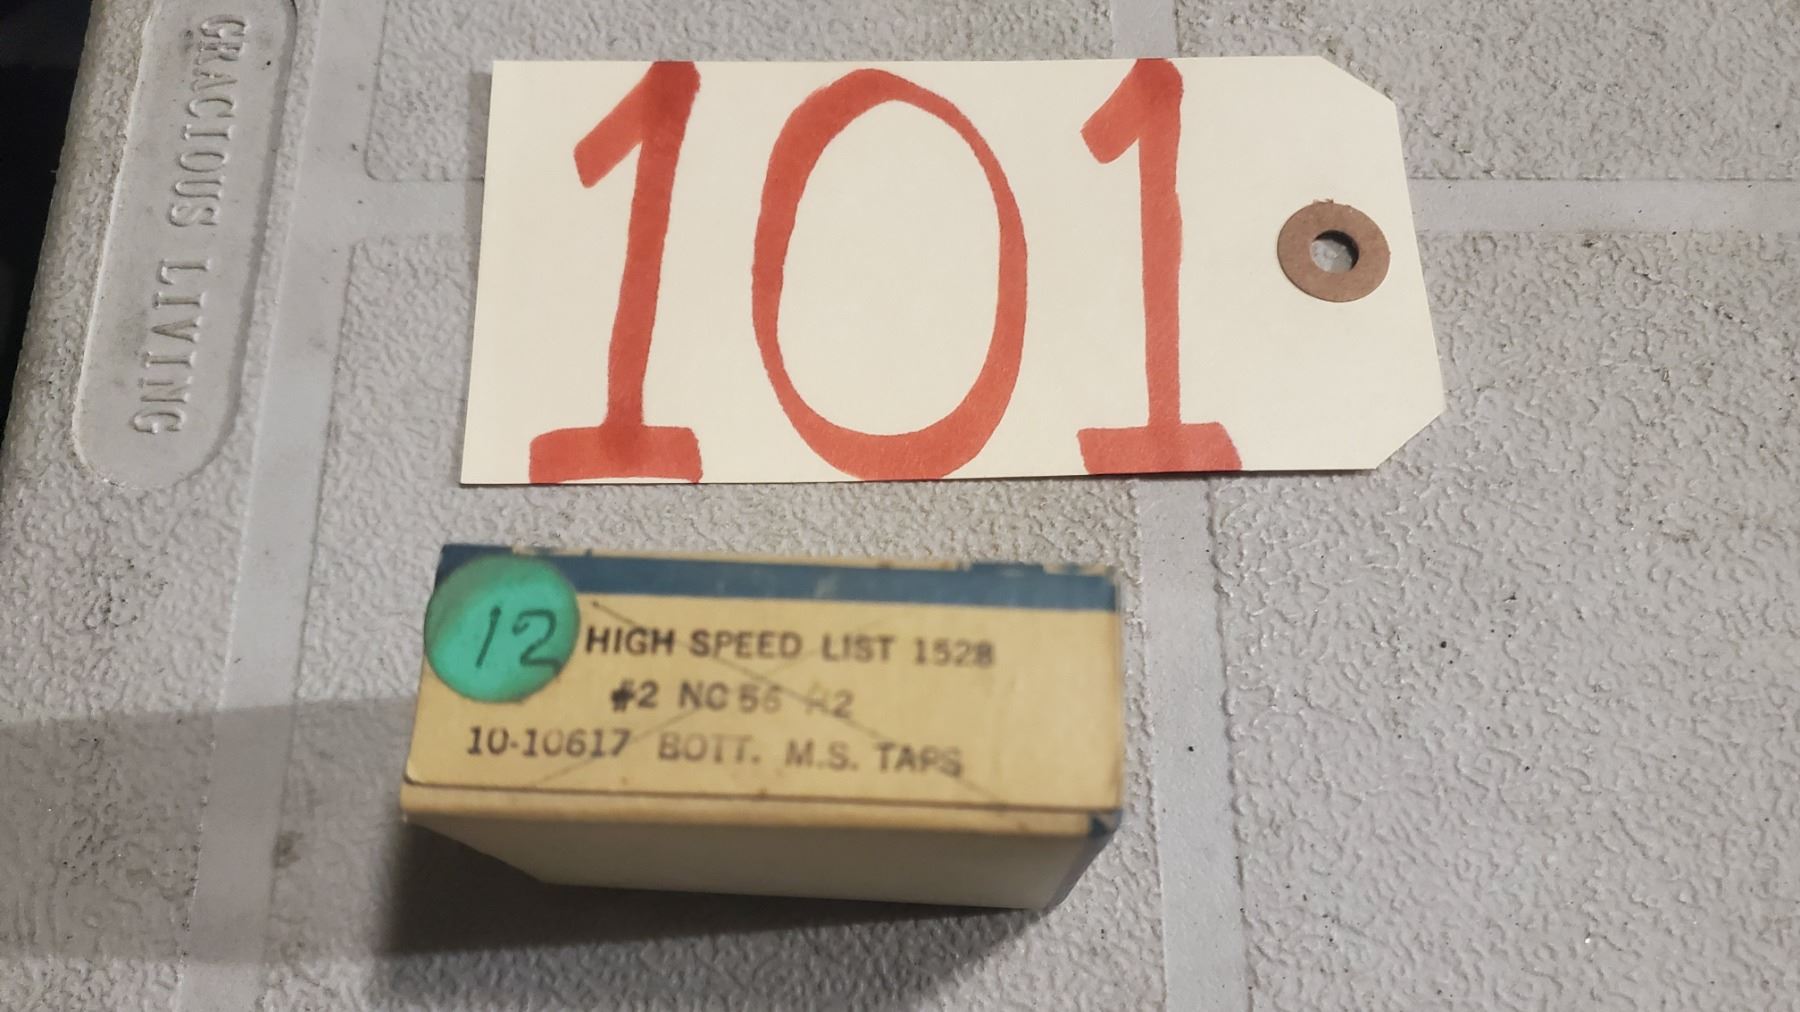 GRACIOUS LIVING
101
12
HIGH SPEED LIST 1528
#2 NC 56 H2
10-10617 BOTT. M.S. TAPS